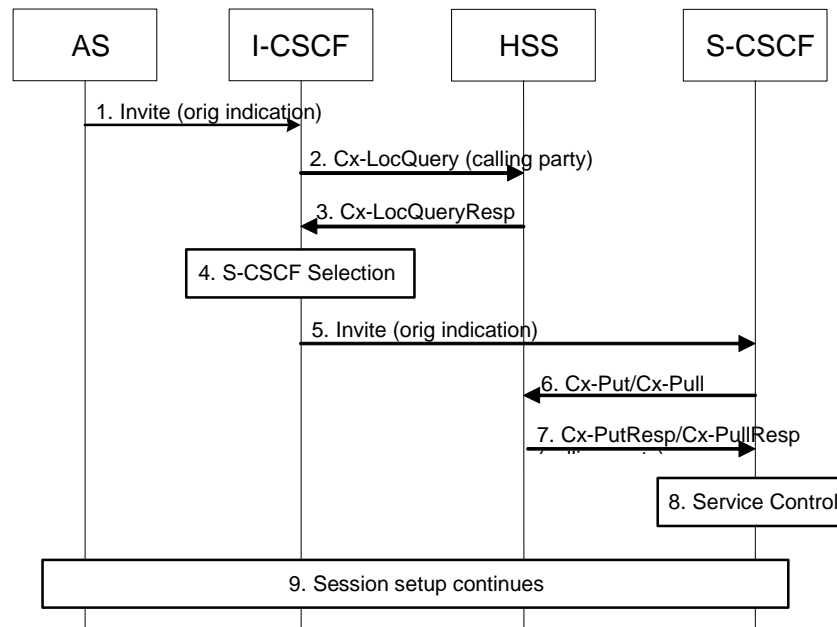 AS I-CSCF HSS S-CSCF
1. Invite (orig indication)
2. Cx-LocQuery (calling party)
3. Cx-LocQueryResp
4. S-CSCF Selection
5. Invite (orig indication)
6. Cx-Put/Cx-Pull
7. Cx-PutResp/Cx-PullResp
8. Service Control
9. Session setup continues